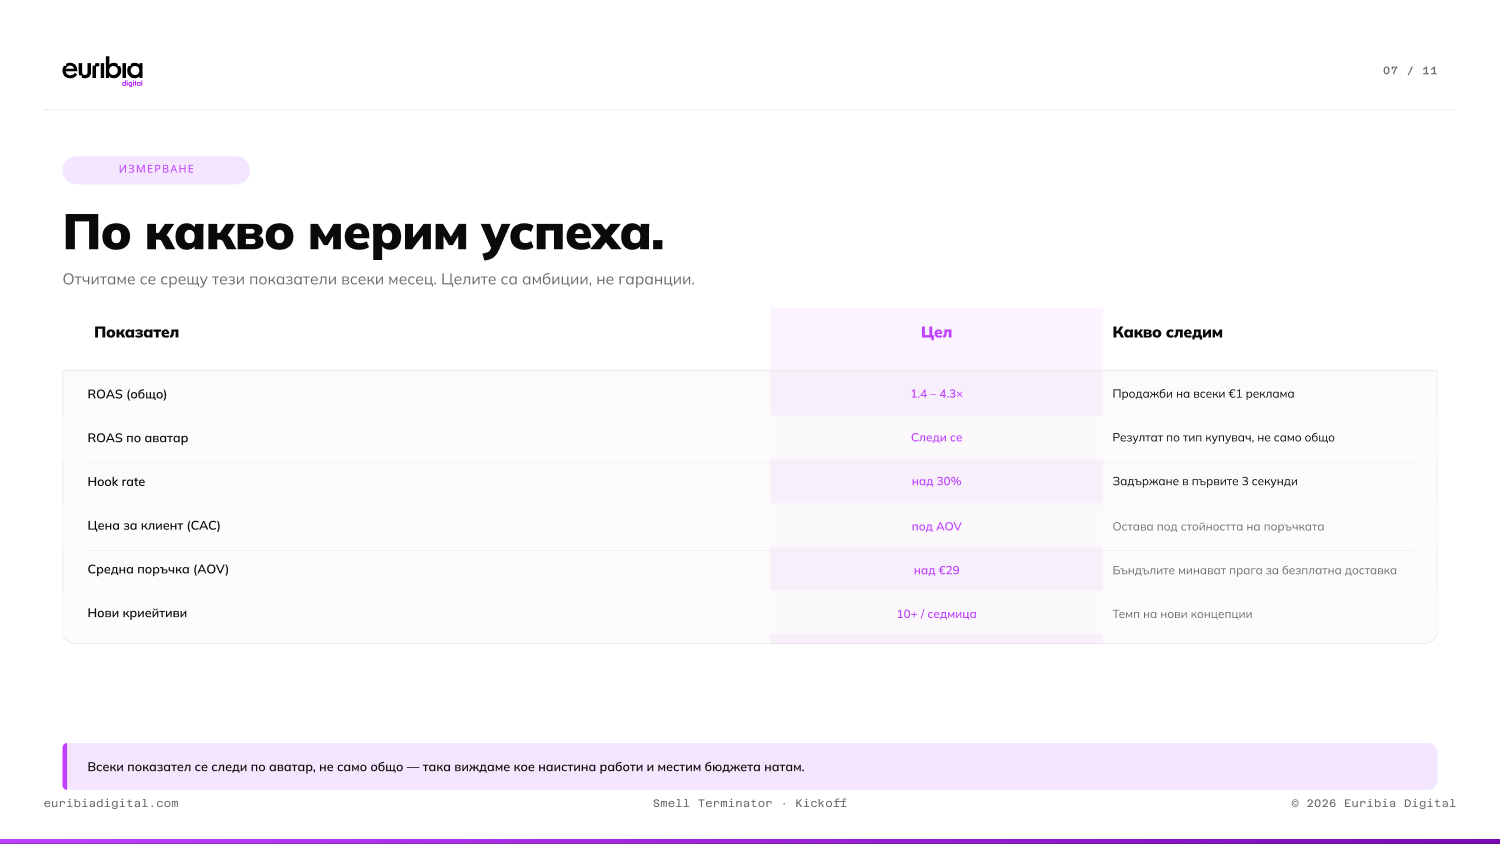 euribia
digital
07 / 11
ИЗМЕРВАНЕ
По какво мерим успеха.
Отчитаме се срещу тези показатели всеки месец. Целите са амбиции, не гаранции.
Показател Цел Какво следим
ROAS (общо) 1.4 – 4.3× Продажби на всеки €1 реклама
ROAS по аватар Следи се Резултат по тип купувач, не само общо
Hook rate над 30% Задържане в първите 3 секунди
Цена за клиент (CAC) под AOV Остава под стойността на поръчката
Средна поръчка (AOV) над €29 Бъндълите минават прага за безплатна доставка
Нови криейтиви 10+ / седмица Темп на нови концепции
Всеки показател се следи по аватар, не само общо — така виждаме кое наистина работи и местим бюджета натам.
euribiadigital.com Smell Terminator · Kickoff © 2026 Euribia Digital